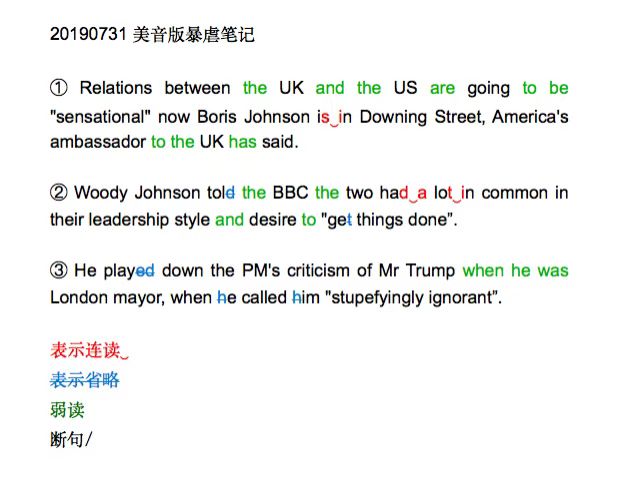 20190731 美音版暴虐笔记
① Relations between the UK and the US are going to be
"sensational" now Boris Johnson is‿in Downing Street, America's
ambassador to the UK has said.
② Woody Johnson told the BBC the two had‿a lot‿in common in
their leadership style and desire to "get things done”.
③ He played down the PM's criticism of Mr Trump when he was
London mayor, when he called him "stupefyingly ignorant”.
表示连读‿
表示省略
弱读
断句/